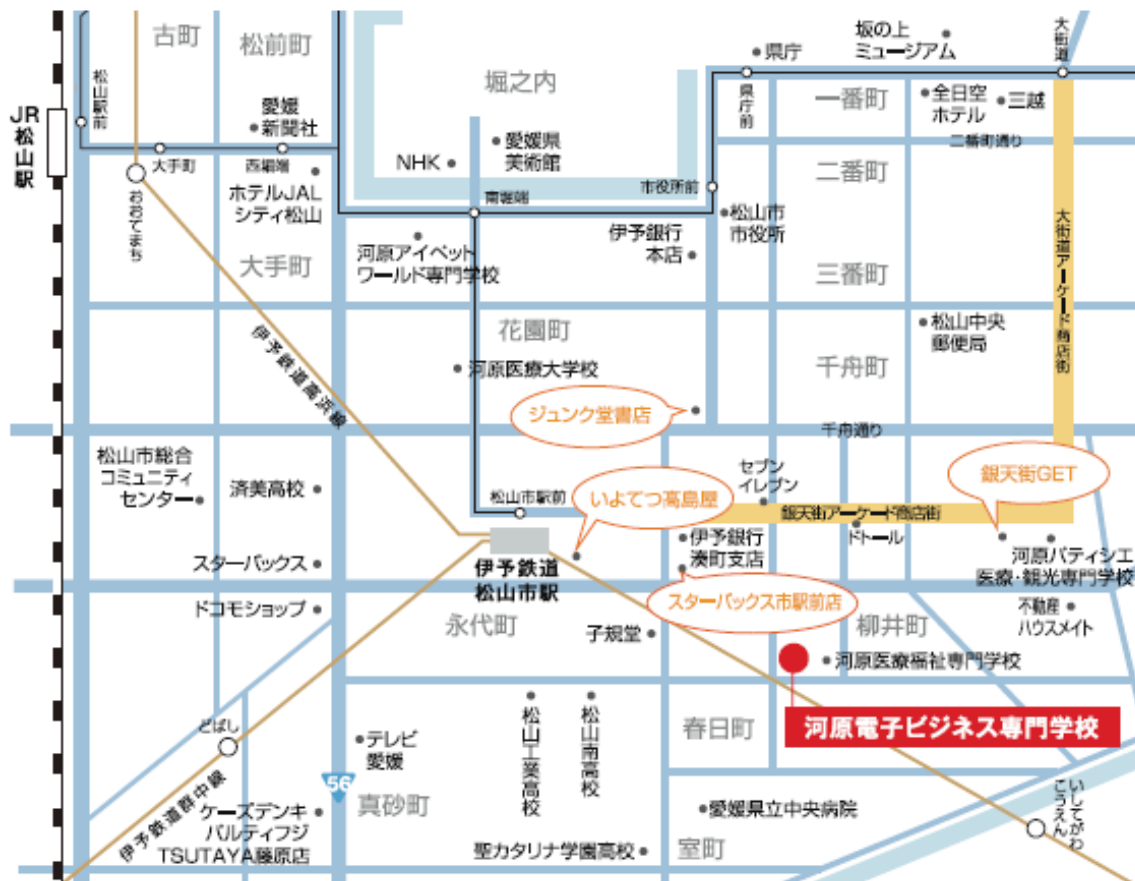 古町
松前町
堀之内
坂の上
ミュージアム
県庁
大街道
JR
松山駅
松山駅前
愛媛
新聞社
一番町
全日空
ホテル
三越
県庁前
大手町
西堀端
NHK
愛媛県
美術館
二番町通り
二番町
ホテルJAL
シティ松山
南堀端
市役所前
松山市
市役所
おおてまち
大手町
河原アイペット
ワールド専門学校
伊予銀行
本店
三番町
大街道アーケード商店街
伊予鉄道高浜線
花園町
松山中央
郵便局
河原医療大学校
千舟町
ジュンク堂書店
千舟通り
松山市総合
コミュニティ
センター
済美高校
松山市駅前
いよてつ高島屋
セブン
イレブン
銀天街GET
銀天街アーケード商店街
伊予銀行
湊町支店
ドトール
河原パティシエ
医療・観光専門学校
スターバックス
伊予鉄道
松山市駅
ドコモショップ
スターバックス市駅前店
不動産
ハウスメイト
永代町
子規堂
柳井町
河原医療福祉専門学校
河原電子ビジネス専門学校
どばし
テレビ
愛媛
松山工業高校
松山南高校
春日町
56
真砂町
伊予鉄道群中線
ケーズデンキ
パルティフジ
TSUTAYA藤原店
愛媛県立中央病院
いしてがわ
こうえん
聖カタリナ学園高校
室町